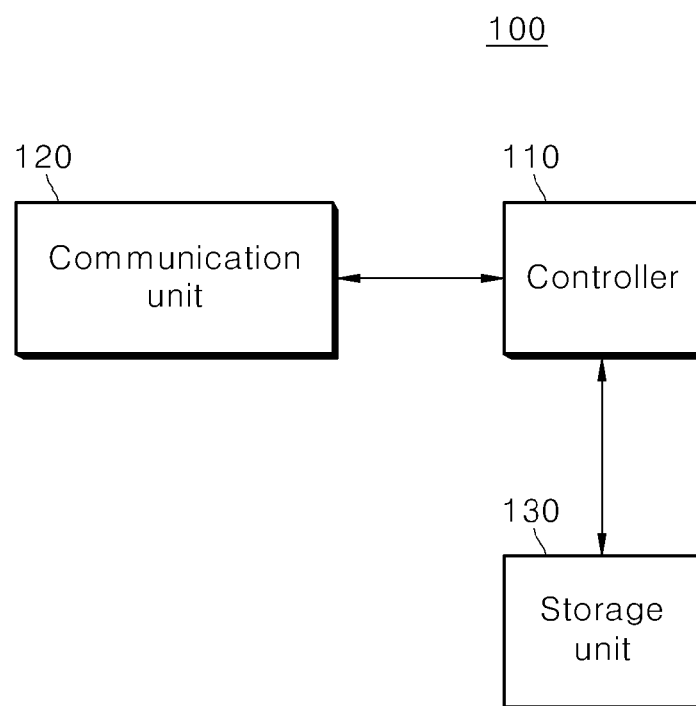 100
120
110
Communication
unit
Controller
130
Storage
unit